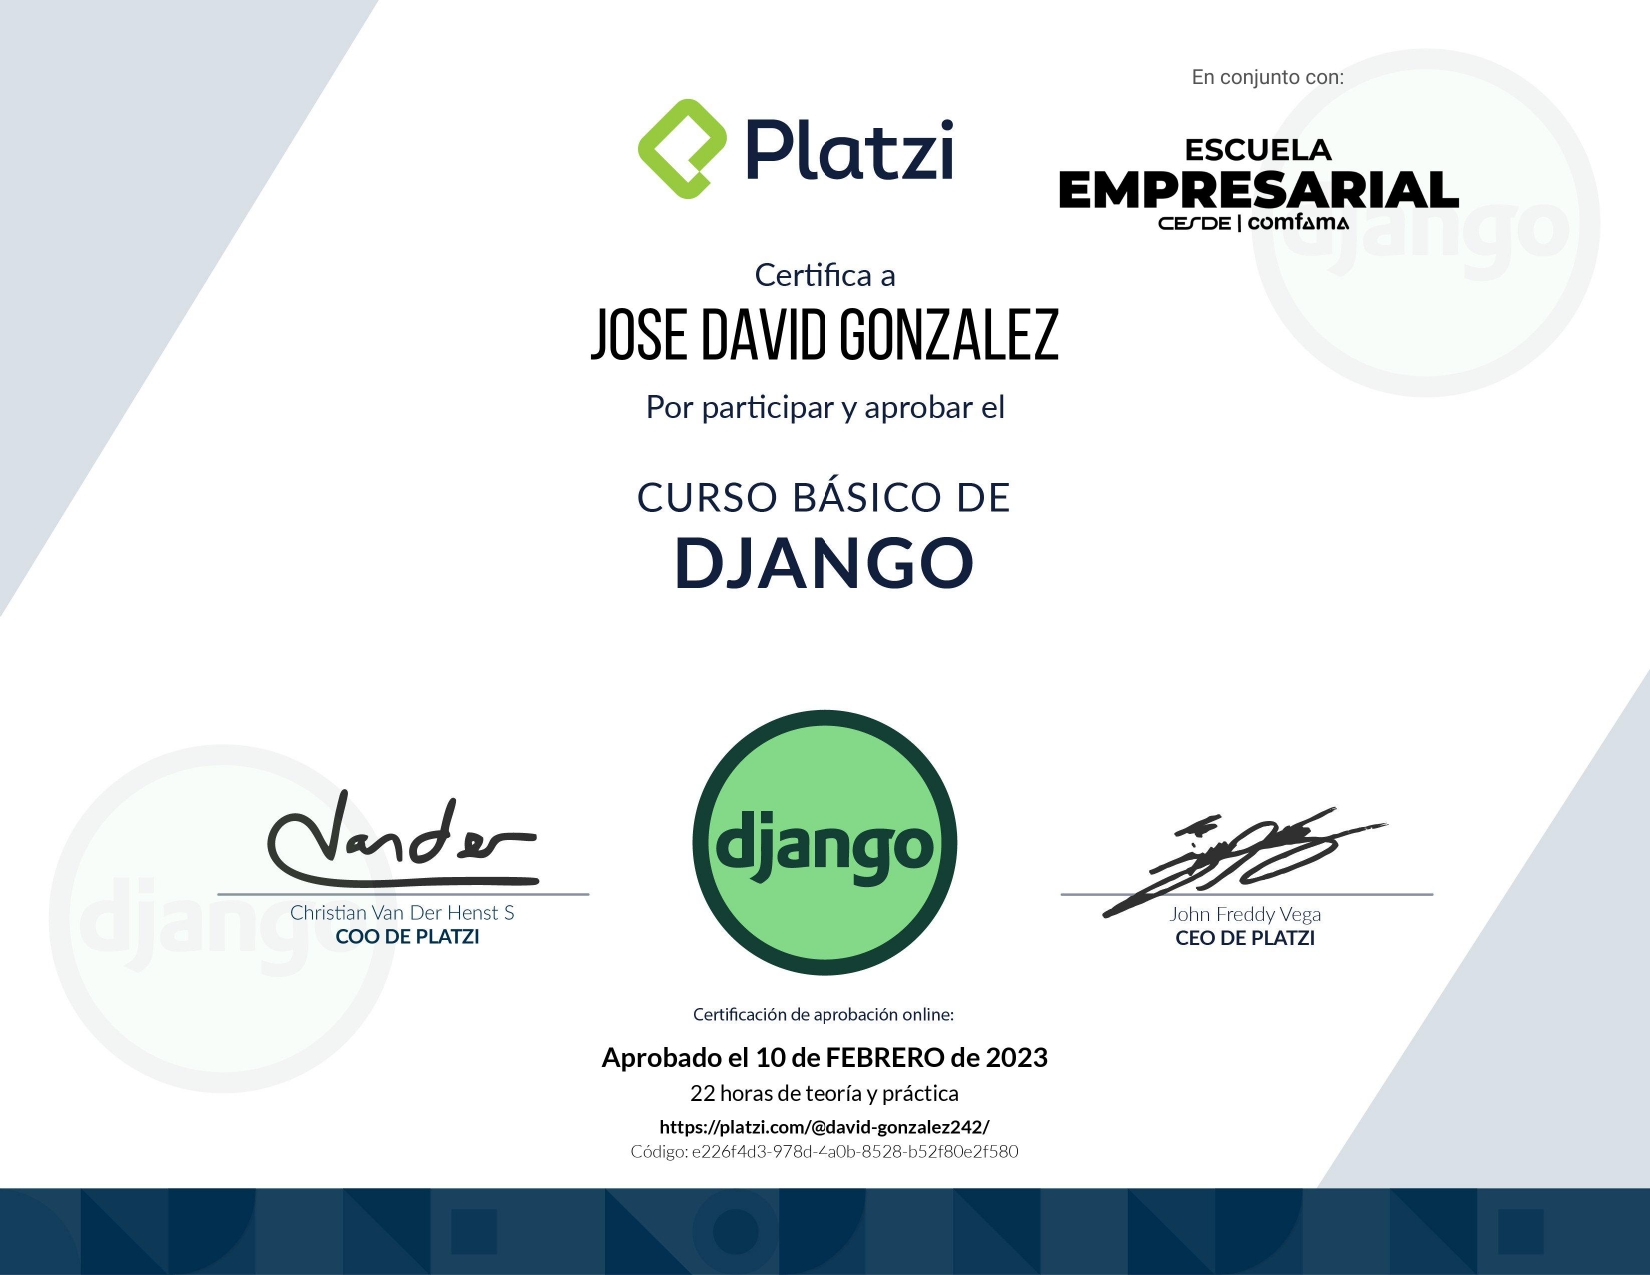 En conjunto con:
Platzi
ESCUELA
EMPRESARIAL
CESDE | comfama
django
Certifica a
JOSE DAVID GONZALEZ
Por participar y aprobar el
CURSO BÁSICO DE
DJANGO
django
Vander
django
Christian Van Der Henst S
COO DE PLATZI
John Freddy Vega
CEO DE PLATZI
Certificación de aprobación online:
Aprobado el 10 de FEBRERO de 2023
22 horas de teoría y práctica
https://platzi.com/@david-gonzalez242/
Código: e226f4d3-978d-4a0b-8528-b52f80e2f580